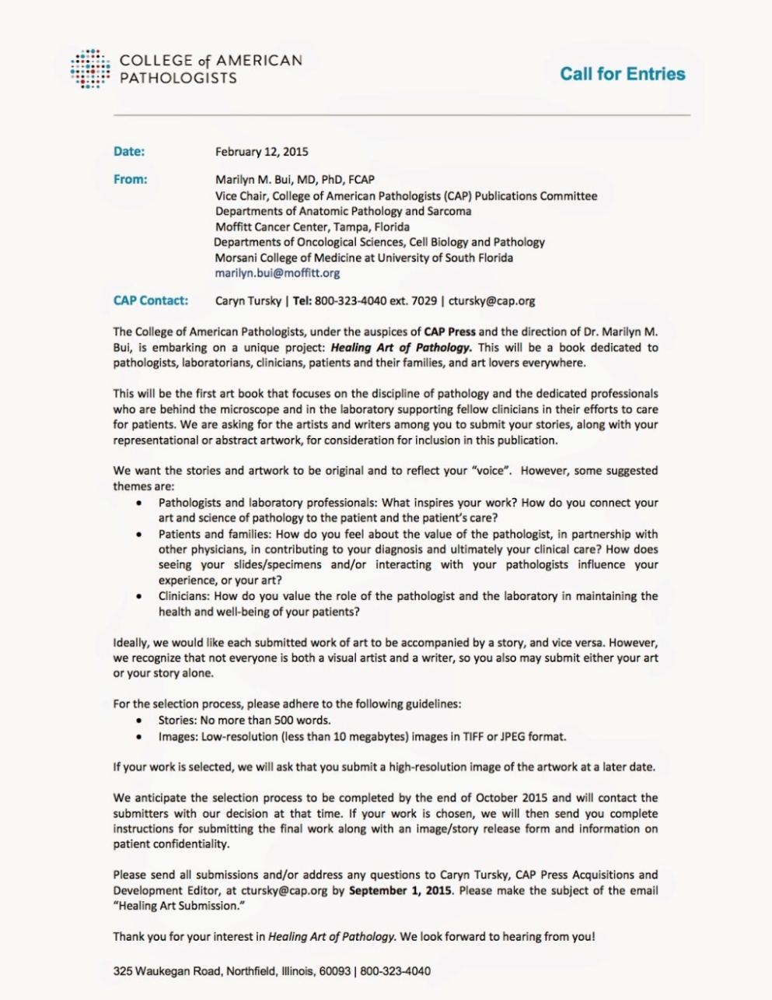 COLLEGE of AMERICAN
PATHOLOGISTS
Call for Entries
Date: February 12, 2015
From: Marilyn M. Bui, MD, PhD, FCAP
Vice Chair, College of American Pathologists (CAP) Publications Committee
Departments of Anatomic Pathology and Sarcoma
Moffitt Cancer Center, Tampa, Florida
Departments of Oncological Sciences, Cell Biology and Pathology
Morsani College of Medicine at University of South Florida
marilyn.bui@moffitt.org
CAP Contact: Caryn Tursky | Tel: 800-323-4040 ext. 7029 | ctursky@cap.org
The College of American Pathologists, under the auspices of CAP Press and the direction of Dr. Marilyn M.
Bui, is embarking on a unique project: Healing Art of Pathology. This will be a book dedicated to
pathologists, laboratorians, clinicians, patients and their families, and art lovers everywhere.
This will be the first art book that focuses on the discipline of pathology and the dedicated professionals
who are behind the microscope and in the laboratory supporting fellow clinicians in their efforts to care
for patients. We are asking for the artists and writers among you to submit your stories, along with your
representational or abstract artwork, for consideration for inclusion in this publication.
We want the stories and artwork to be original and to reflect your “voice”. However, some suggested
themes are:
• Pathologists and laboratory professionals: What inspires your work? How do you connect your
art and science of pathology to the patient and the patient’s care?
• Patients and families: How do you feel about the value of the pathologist, in partnership with
other physicians, in contributing to your diagnosis and ultimately your clinical care? How does
seeing your slides/specimens and/or interacting with your pathologists influence your
experience, or your art?
• Clinicians: How do you value the role of the pathologist and the laboratory in maintaining the
health and well-being of your patients?
Ideally, we would like each submitted work of art to be accompanied by a story, and vice versa. However,
we recognize that not everyone is both a visual artist and a writer, so you also may submit either your art
or your story alone.
For the selection process, please adhere to the following guidelines:
• Stories: No more than 500 words.
• Images: Low-resolution (less than 10 megabytes) images in TIFF or JPEG format.
If your work is selected, we will ask that you submit a high-resolution image of the artwork at a later date.
We anticipate the selection process to be completed by the end of October 2015 and will contact the
submitters with our decision at that time. If your work is chosen, we will then send you complete
instructions for submitting the final work along with an image/story release form and information on
patient confidentiality.
Please send all submissions and/or address any questions to Caryn Tursky, CAP Press Acquisitions and
Development Editor, at ctursky@cap.org by September 1, 2015. Please make the subject of the email
“Healing Art Submission.”
Thank you for your interest in Healing Art of Pathology. We look forward to hearing from you!
325 Waukegan Road, Northfield, Illinois, 60093 | 800-323-4040